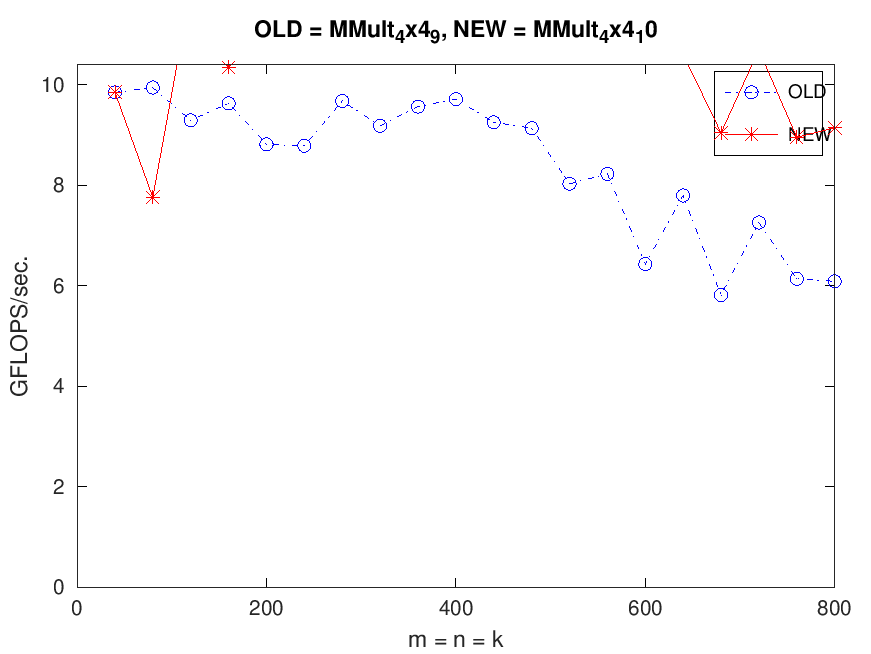 OLD = MMult4x49, NEW = MMult4x410
10
8
6
4
2
0
GFLOPS/sec.
OLD
NEW
0 200 400 600 800
m = n = k